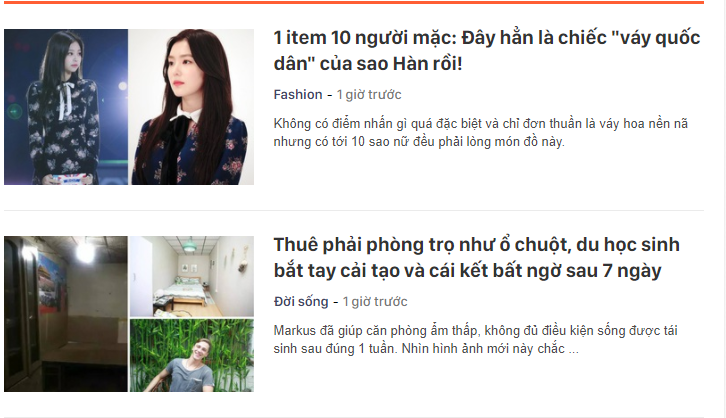 1 item 10 người mặc: Đây hẳn là chiếc "váy quốc
dân" của sao Hàn rồi!
Fashion - 1 giờ trước
Không có điểm nhấn gì quá đặc biệt và chỉ đơn thuần là váy hoa nền nã
nhưng có tới 10 sao nữ đều phải lòng món đồ này.
Thuê phải phòng trọ như ổ chuột, du học sinh
bắt tay cải tạo và cái kết bất ngờ sau 7 ngày
Đời sống - 1 giờ trước
Markus đã giúp căn phòng ẩm thấp, không đủ điều kiện sống được tái
sinh sau đúng 1 tuần. Nhìn hình ảnh mới này chắc ...